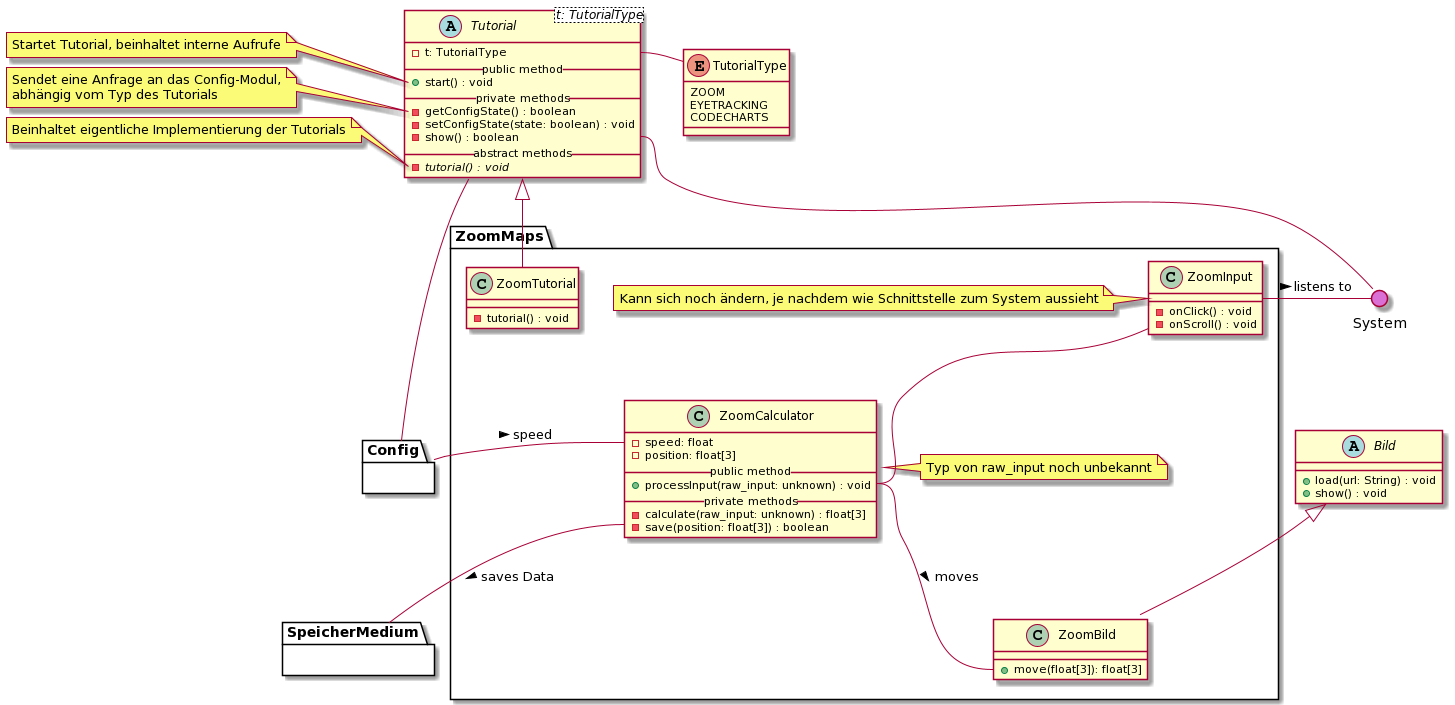 t: TutorialType
A Tutorial
t: TutorialType
public method
start() : void
private methods
getConfigState() : boolean
setConfigState(state: boolean) : void
show() : boolean
abstract methods
tutorial() : void
Startet Tutorial, beinhaltet interne Aufrufe
Sendet eine Anfrage an das Config-Modul,
abhängig vom Typ des Tutorials
Beinhaltet eigentliche Implementierung der Tutorials
E TutorialType
ZOOM
EYETRACKING
CODECHARTS
ZoomMaps
C ZoomTutorial
tutorial() : void
Kann sich noch ändern, je nachdem wie Schnittstelle zum System aussieht
C ZoomInput
onClick() : void
onScroll() : void
listens to
System
Config
speed
C ZoomCalculator
speed: float
position: float[3]
public method
processInput(raw_input: unknown) : void
private methods
calculate(raw_input: unknown) : float[3]
save(position: float[3]) : boolean
Typ von raw_input noch unbekannt
A Bild
load(url: String) : void
show() : void
saves Data
moves
SpeicherMedium
C ZoomBild
move(float[3]): float[3]